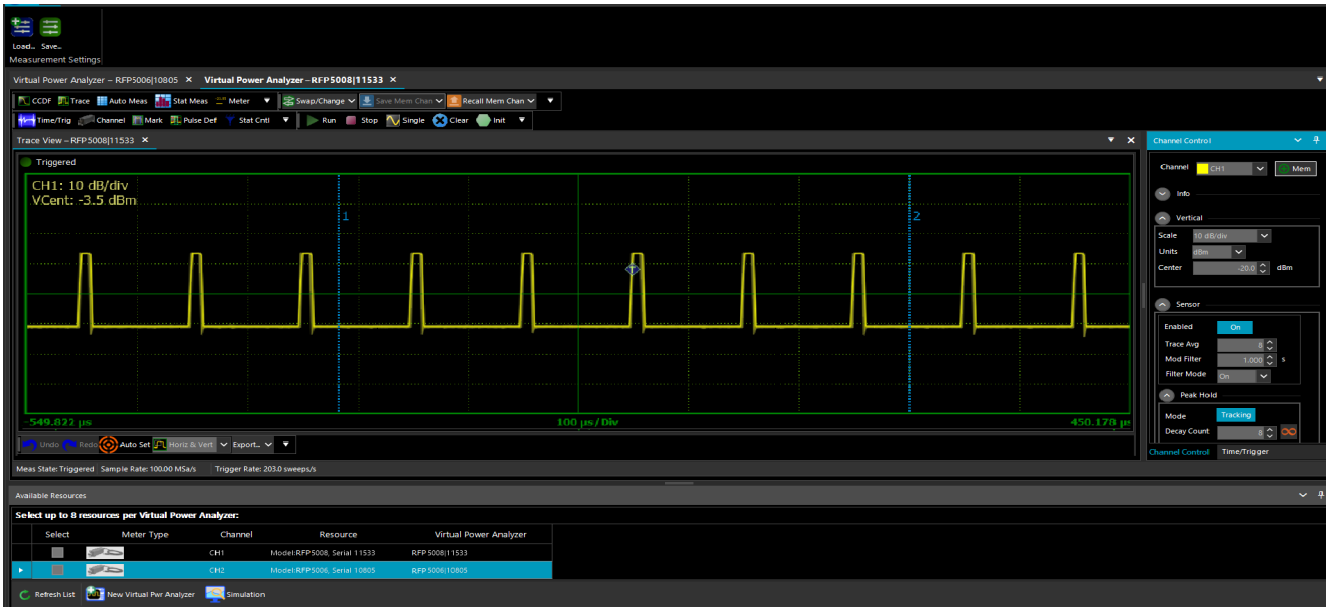 Load... Save...
Measurement Settings
Virtual Power Analyzer – RFP5006|10805 × Virtual Power Analyzer – RFP5008|11533 ×
CCDF Trace Auto Meas Stat Meas Meter Swap/Change Save Mem Chan Recall Mem Chan
Time/Trig Channel Mark Pulse Def Stat Cntl Run Stop Single Clear Init
Trace View – RFP5008|11533 ×
Channel Control
Triggered
CH1: 10 dB/div
VCent: -3.5 dBm
1
2
T
-549.822 µs
100 µs/Div
450.178 µs
Channel CH1 Mem
Info
Vertical
Scale 10 dB/div
Units dBm
Center -20.0 dBm
Sensor
Enabled On
Trace Avg 8
Mod Filter 1.000 s
Filter Mode On
Peak Hold
Mode Tracking
Decay Count 8
Channel Control Time/Trigger
Undo Redo Auto Set Horiz & Vert Export...
Meas State: Triggered Sample Rate: 100.00 MSa/s Trigger Rate: 203.0 sweeps/s
Available Resources
Select up to 8 resources per Virtual Power Analyzer:
Select Meter Type Channel Resource Virtual Power Analyzer
CH1 Model:RFP5008, Serial 11533 RFP5008|11533
CH2 Model:RFP5006, Serial 10805 RFP5006|10805
Refresh List New Virtual Pwr Analyzer Simulation